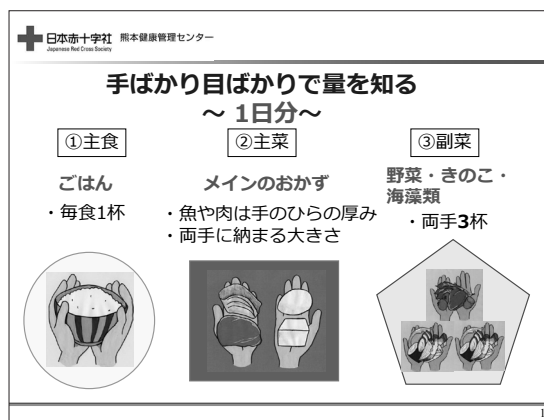 日本赤十字社 熊本健康管理センター
Japanese Red Cross Society
手ばかり目ばかりで量を知る
～ 1日分～
①主食
ごはん
・毎食1杯
②主菜
メインのおかず
・魚や肉は手のひらの厚み
・両手に納まる大きさ
③副菜
野菜・きのこ・
海藻類
・両手3杯
1